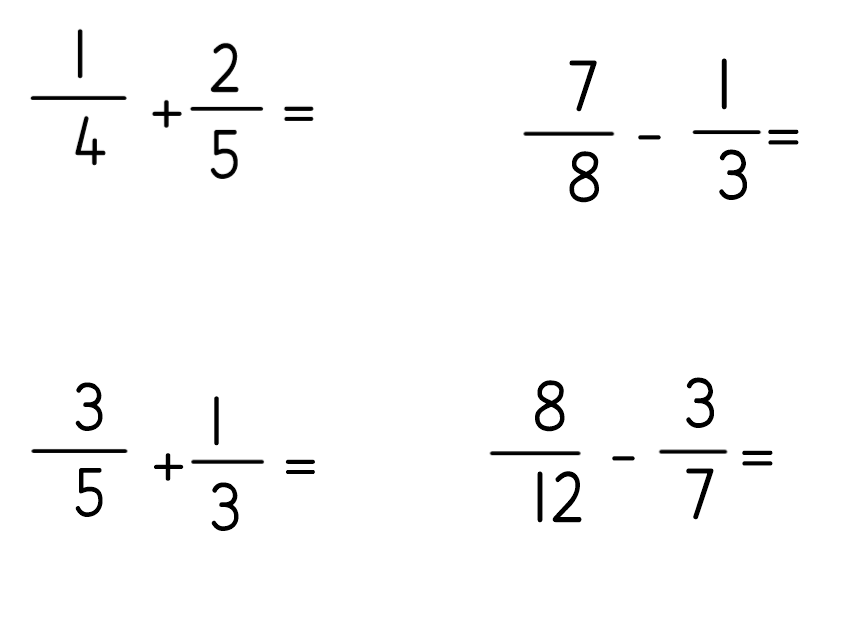 1/4 + 2/5 =
7/8 - 1/3 =
3/5 + 1/3 =
8/12 - 3/7 =